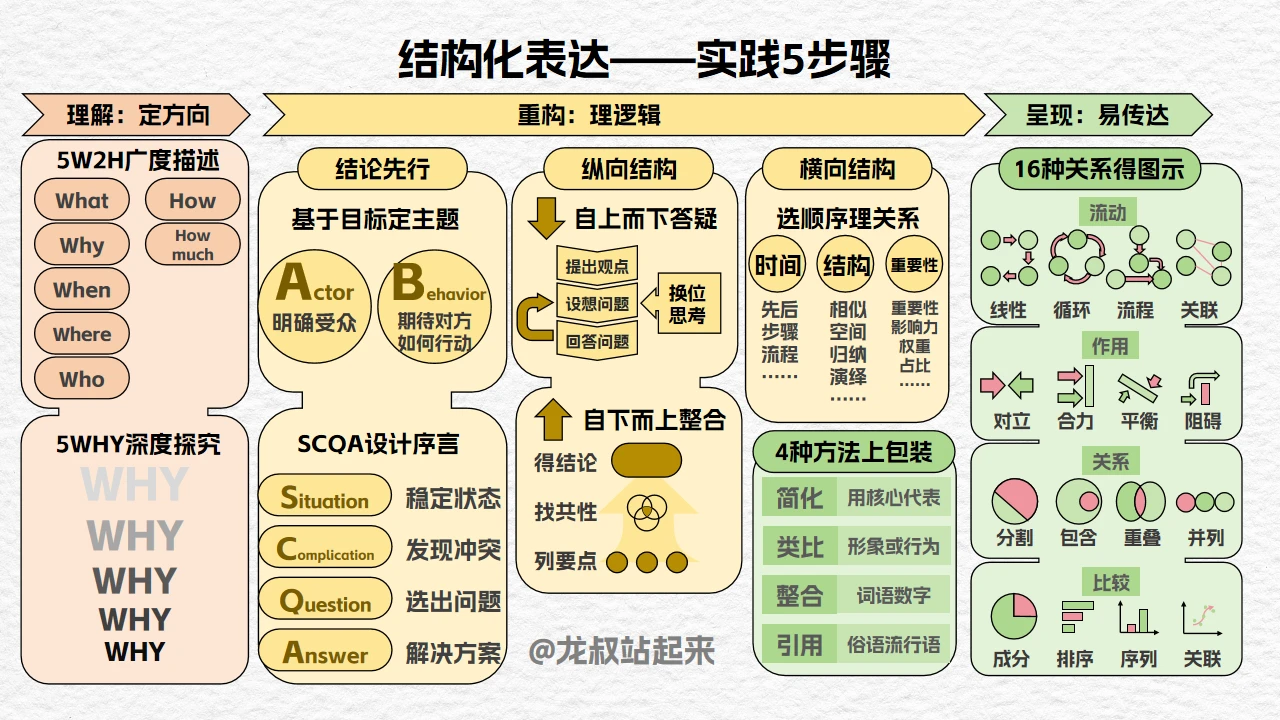 结构化表达——实践5步骤
理解：定方向
重构：理逻辑
呈现：易传达
5W2H广度描述
What
How
Why
How
much
When
Where
Who
5WHY深度探究
WHY
WHY
WHY
WHY
WHY
结论先行
基于目标定主题
Actor
明确受众
Behavior
期待对方
如何行动
SCQA设计序言
Situation
稳定状态
Complication
发现冲突
Question
选出问题
Answer
解决方案
纵向结构
自上而下答疑
提出观点
设想问题
回答问题
换位
思考
自下而上整合
得结论
找共性
列要点
@龙叔站起来
横向结构
选顺序理关系
时间
先后
步骤
流程
……
结构
相似
空间
归纳
演绎
……
重要性
重要性
影响力
权重
占比
……
4种方法上包装
简化
用核心代表
类比
形象或行为
整合
词语数字
引用
俗语流行语
16种关系得图示
流动
线性
循环
流程
关联
作用
对立
合力
平衡
阻碍
关系
分割
包含
重叠
并列
比较
成分
排序
序列
关联